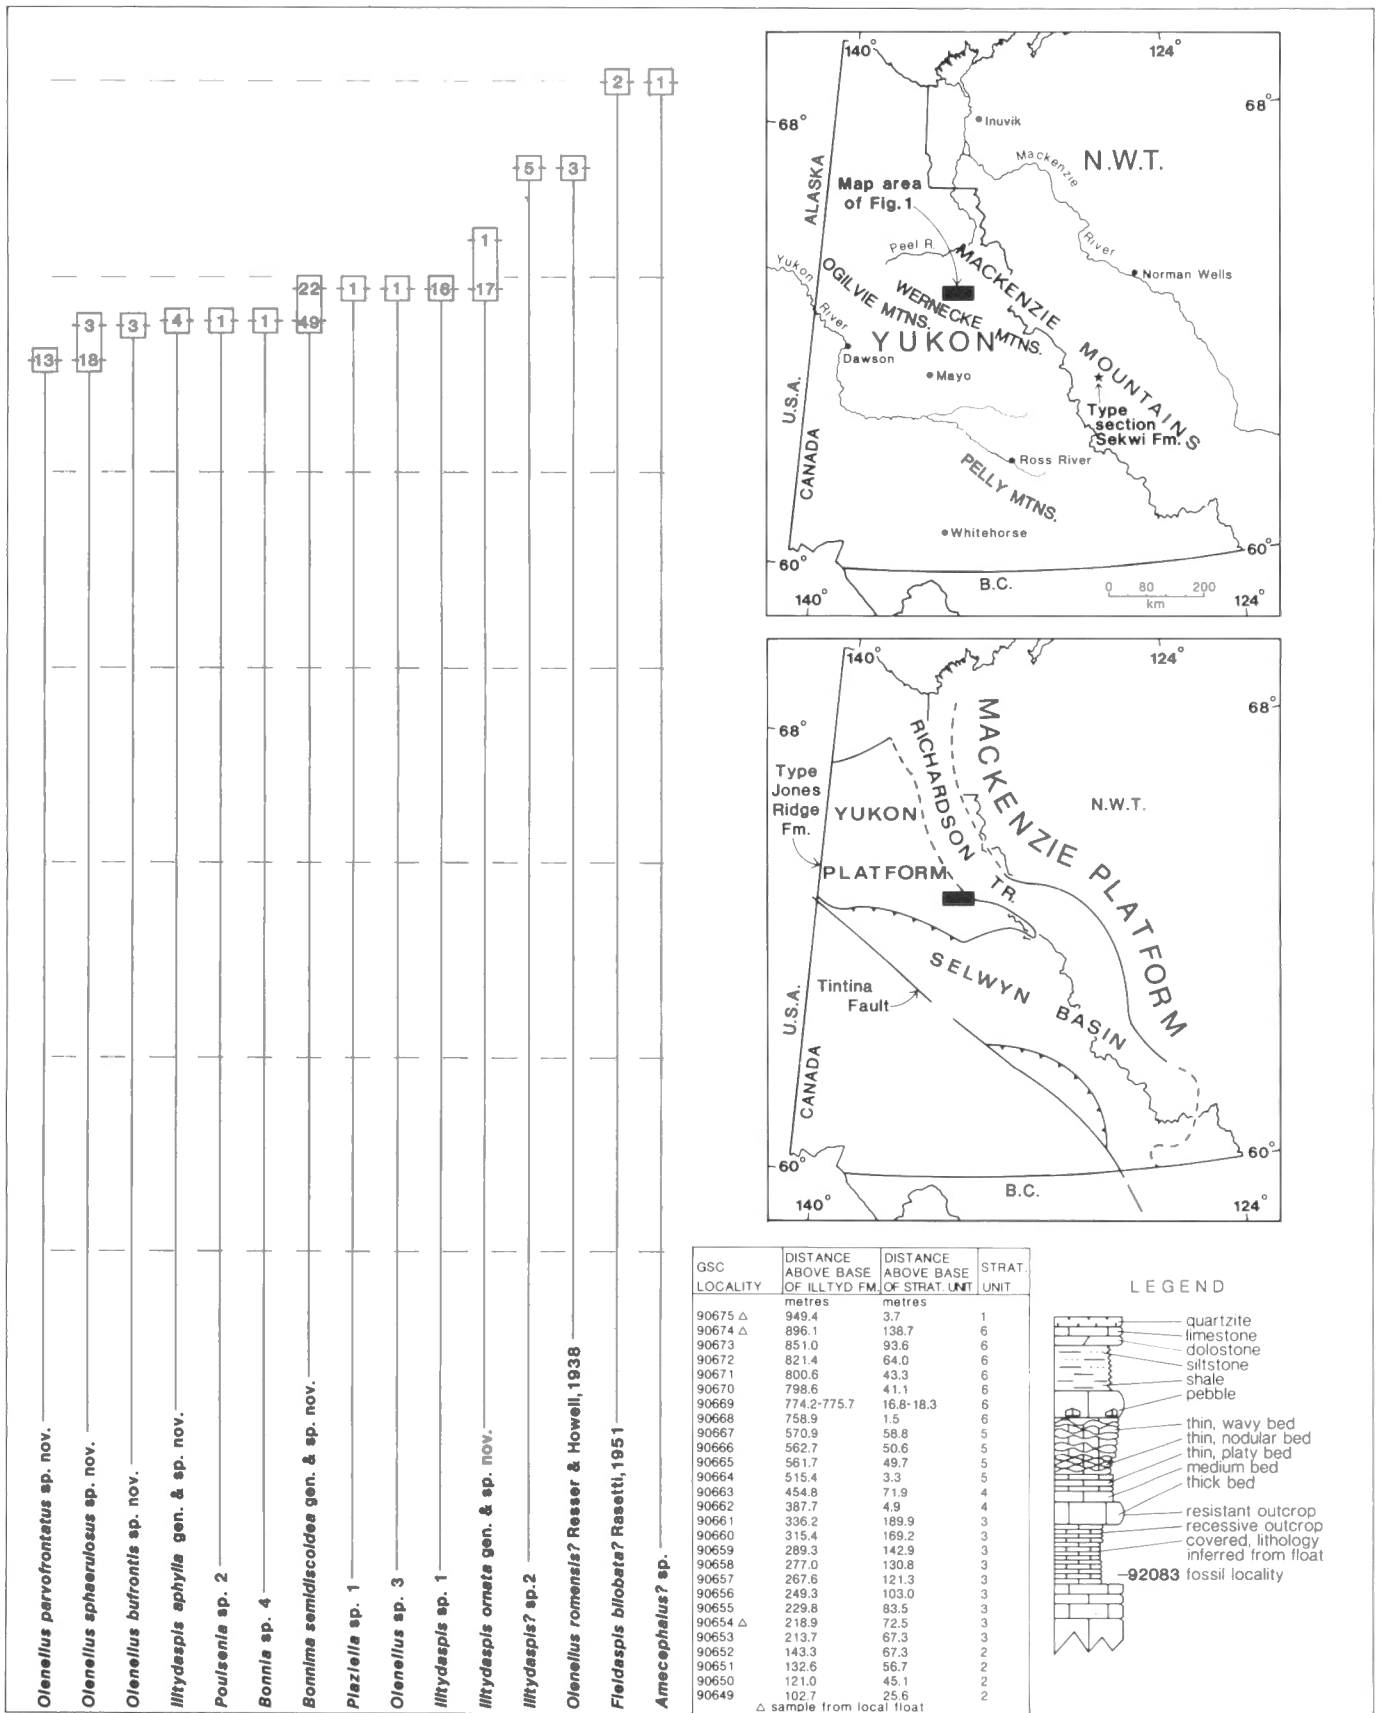 2 1
5 3
1
22 1 1 16 17
3 3 4 1 1 49
13 18
Olenellus parvofrontatus sp. nov.
Olenellus sphaerulosus sp. nov.
Olenellus bufrontis sp. nov.
Illtydaspis aphylla gen. & sp. nov.
Poulsenia sp. 2
Bonnia sp. 4
Bonnima semidiscoidea gen. & sp. nov.
Piaziella sp. 1
Olenellus sp. 3
Illtydaspis sp. 1
Illtydaspis ornata gen. & sp. nov.
Illtydaspis? sp.2
Olenellus romensis? Resser & Howell, 1938
Fieldaspis bilobata? Rasetti, 1951
Amecephalus? sp.
140° 124°
68° 68°
Inuvik
N.W.T.
Mackenzie
River
ALASKA
Map area
of Fig.1
Peel R.
Norman Wells
Yukon
River
OGILVIE MTNS.
WERNECKE MTNS.
MACKENZIE MOUNTAINS
YUKON
Dawson
Mayo
Type
section
Sekwi Fm.
U.S.A.
CANADA
Ross River
PELLY MTNS.
Whitehorse
60° 60°
B.C.
0 80 200
km
140° 124°
140° 124°
68° 68°
MACKENZIE PLATFORM
RICHARDSON TR.
Type
Jones
Ridge
Fm.
YUKON
PLATFORM
N.W.T.
SELWYN BASIN
Tintina
Fault
U.S.A.
CANADA
60° 60°
B.C.
140° 124°
GSC LOCALITY DISTANCE ABOVE BASE OF ILLTYD FM. DISTANCE ABOVE BASE OF STRAT. UNIT STRAT. UNIT
metres metres
90675 △ 949.4 3.7 1
90674 △ 896.1 138.7 6
90673 851.0 93.6 6
90672 821.4 64.0 6
90671 800.6 43.3 6
90670 798.6 41.1 6
90669 774.2-775.7 16.8-18.3 6
90668 758.9 1.5 6
90667 570.9 58.8 5
90666 562.7 50.6 5
90665 561.7 49.7 5
90664 515.4 3.3 5
90663 454.8 71.9 4
90662 387.7 4.9 4
90661 336.2 189.9 3
90660 315.4 169.2 3
90659 289.3 142.9 3
90658 277.0 130.8 3
90657 267.6 121.3 3
90656 249.3 103.0 3
90655 229.8 83.5 3
90654 △ 218.9 72.5 3
90653 213.7 67.3 3
90652 143.3 67.3 2
90651 132.6 56.7 2
90650 121.0 45.1 2
90649 102.7 25.6 2
△ sample from local float
LEGEND
quartzite
limestone
dolostone
siltstone
shale
pebble
thin, wavy bed
thin, nodular bed
thin, platy bed
medium bed
thick bed
resistant outcrop
recessive outcrop
covered, lithology
inferred from float
92083 fossil locality